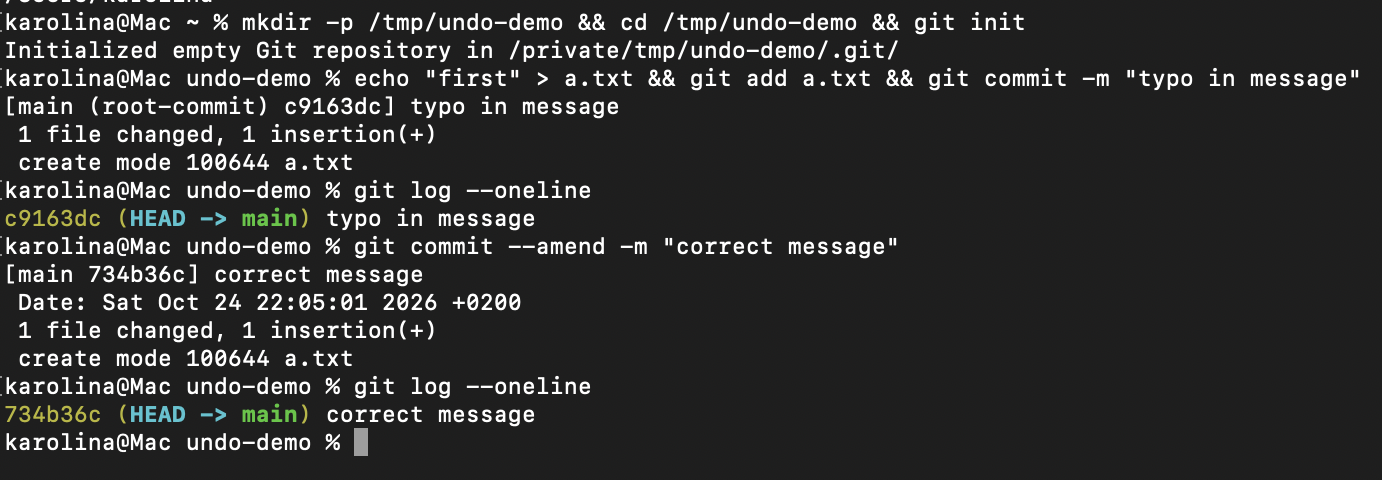 karolina@Mac ~ % mkdir -p /tmp/undo-demo && cd /tmp/undo-demo && git init
Initialized empty Git repository in /private/tmp/undo-demo/.git/
karolina@Mac undo-demo % echo "first" > a.txt && git add a.txt && git commit -m "typo in message"
[main (root-commit) c9163dc] typo in message
 1 file changed, 1 insertion(+)
 create mode 100644 a.txt
karolina@Mac undo-demo % git log --oneline
c9163dc (HEAD -> main) typo in message
karolina@Mac undo-demo % git commit --amend -m "correct message"
[main 734b36c] correct message
 Date: Sat Oct 24 22:05:01 2026 +0200
 1 file changed, 1 insertion(+)
 create mode 100644 a.txt
karolina@Mac undo-demo % git log --oneline
734b36c (HEAD -> main) correct message
karolina@Mac undo-demo %